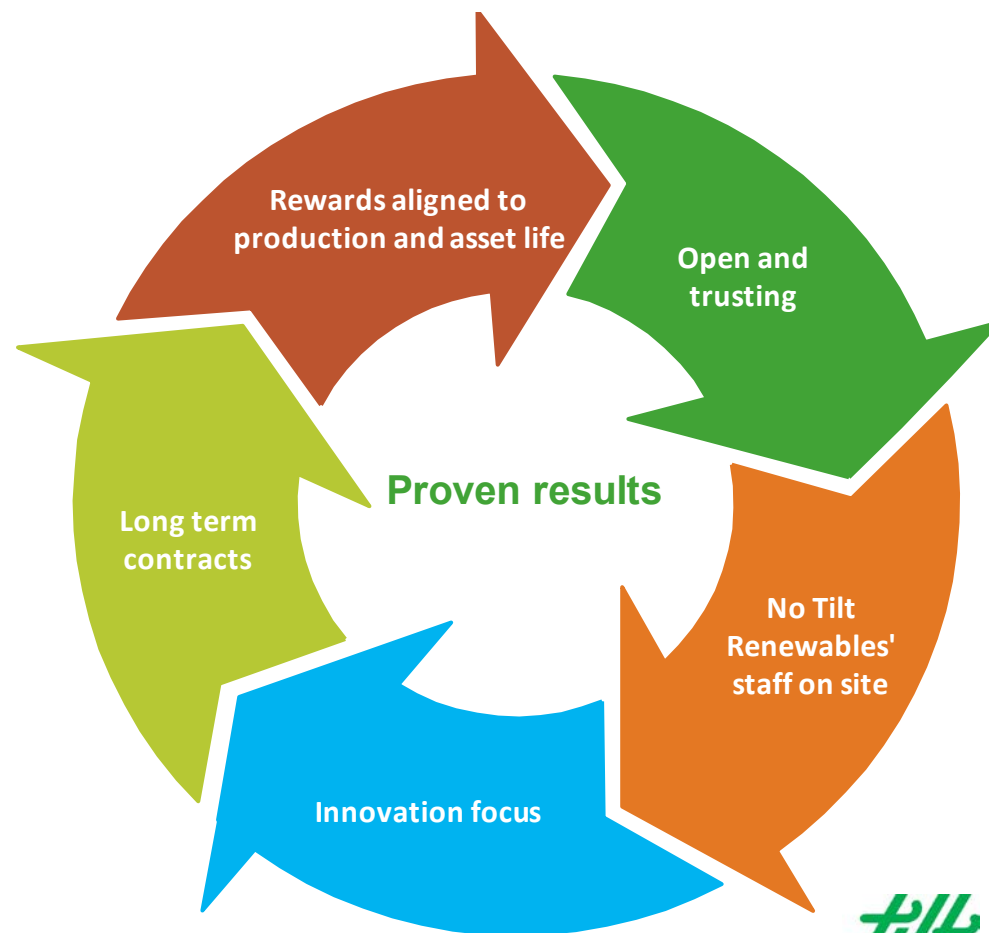 Rewards aligned to
production and asset life
Open and
trusting
Proven results
Long term
contracts
No Tilt
Renewables'
staff on site
Innovation focus